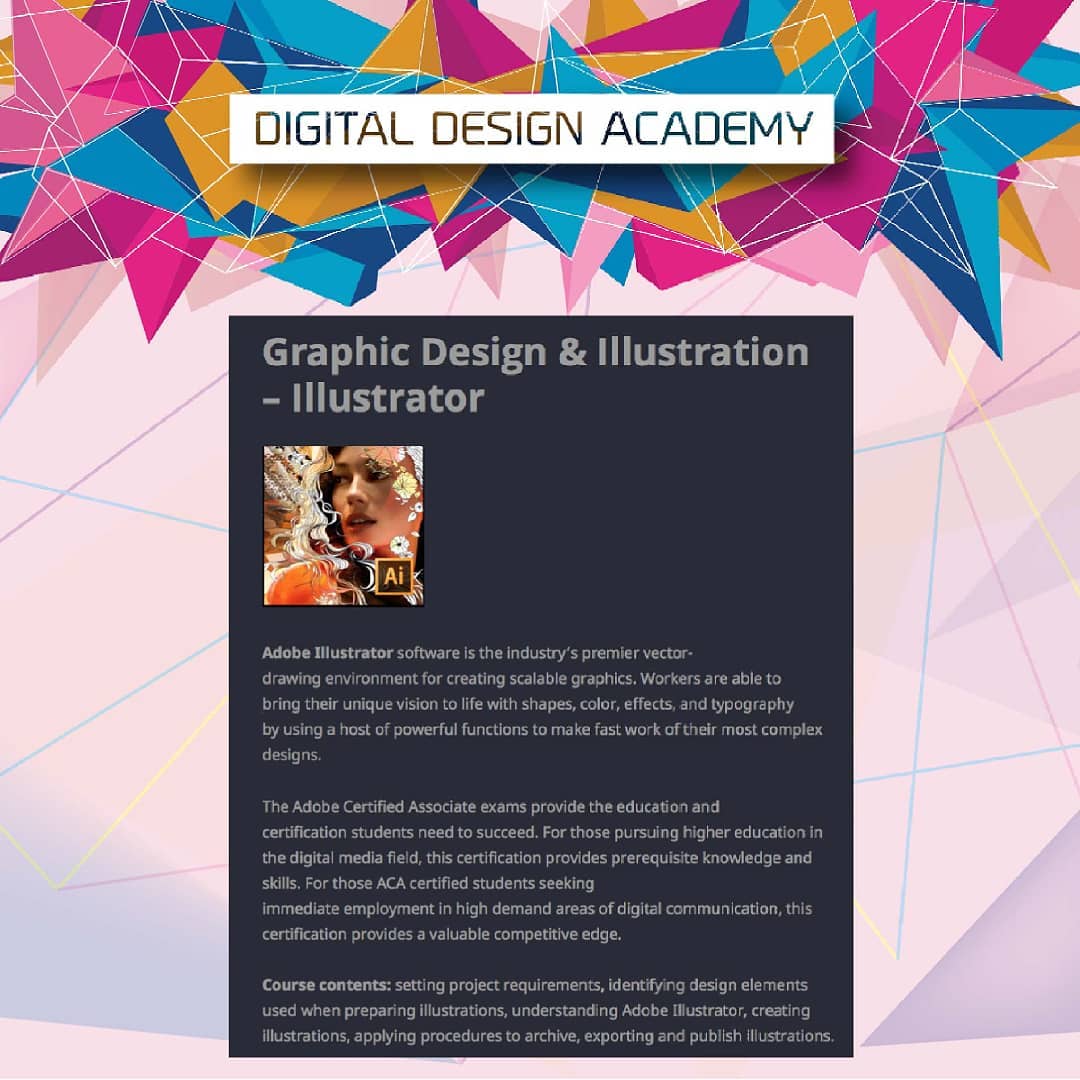 DIGITAL DESIGN ACADEMY
Graphic Design & Illustration
– Illustrator
Ai
Adobe Illustrator software is the industry’s premier vector-
drawing environment for creating scalable graphics. Workers are able to
bring their unique vision to life with shapes, color, effects, and typography
by using a host of powerful functions to make fast work of their most complex
designs.
The Adobe Certified Associate exams provide the education and
certification students need to succeed. For those pursuing higher education in
the digital media field, this certification provides prerequisite knowledge and
skills. For those ACA certified students seeking
immediate employment in high demand areas of digital communication, this
certification provides a valuable competitive edge.
Course contents: setting project requirements, identifying design elements
used when preparing illustrations, understanding Adobe Illustrator, creating
illustrations, applying procedures to archive, exporting and publish illustrations.